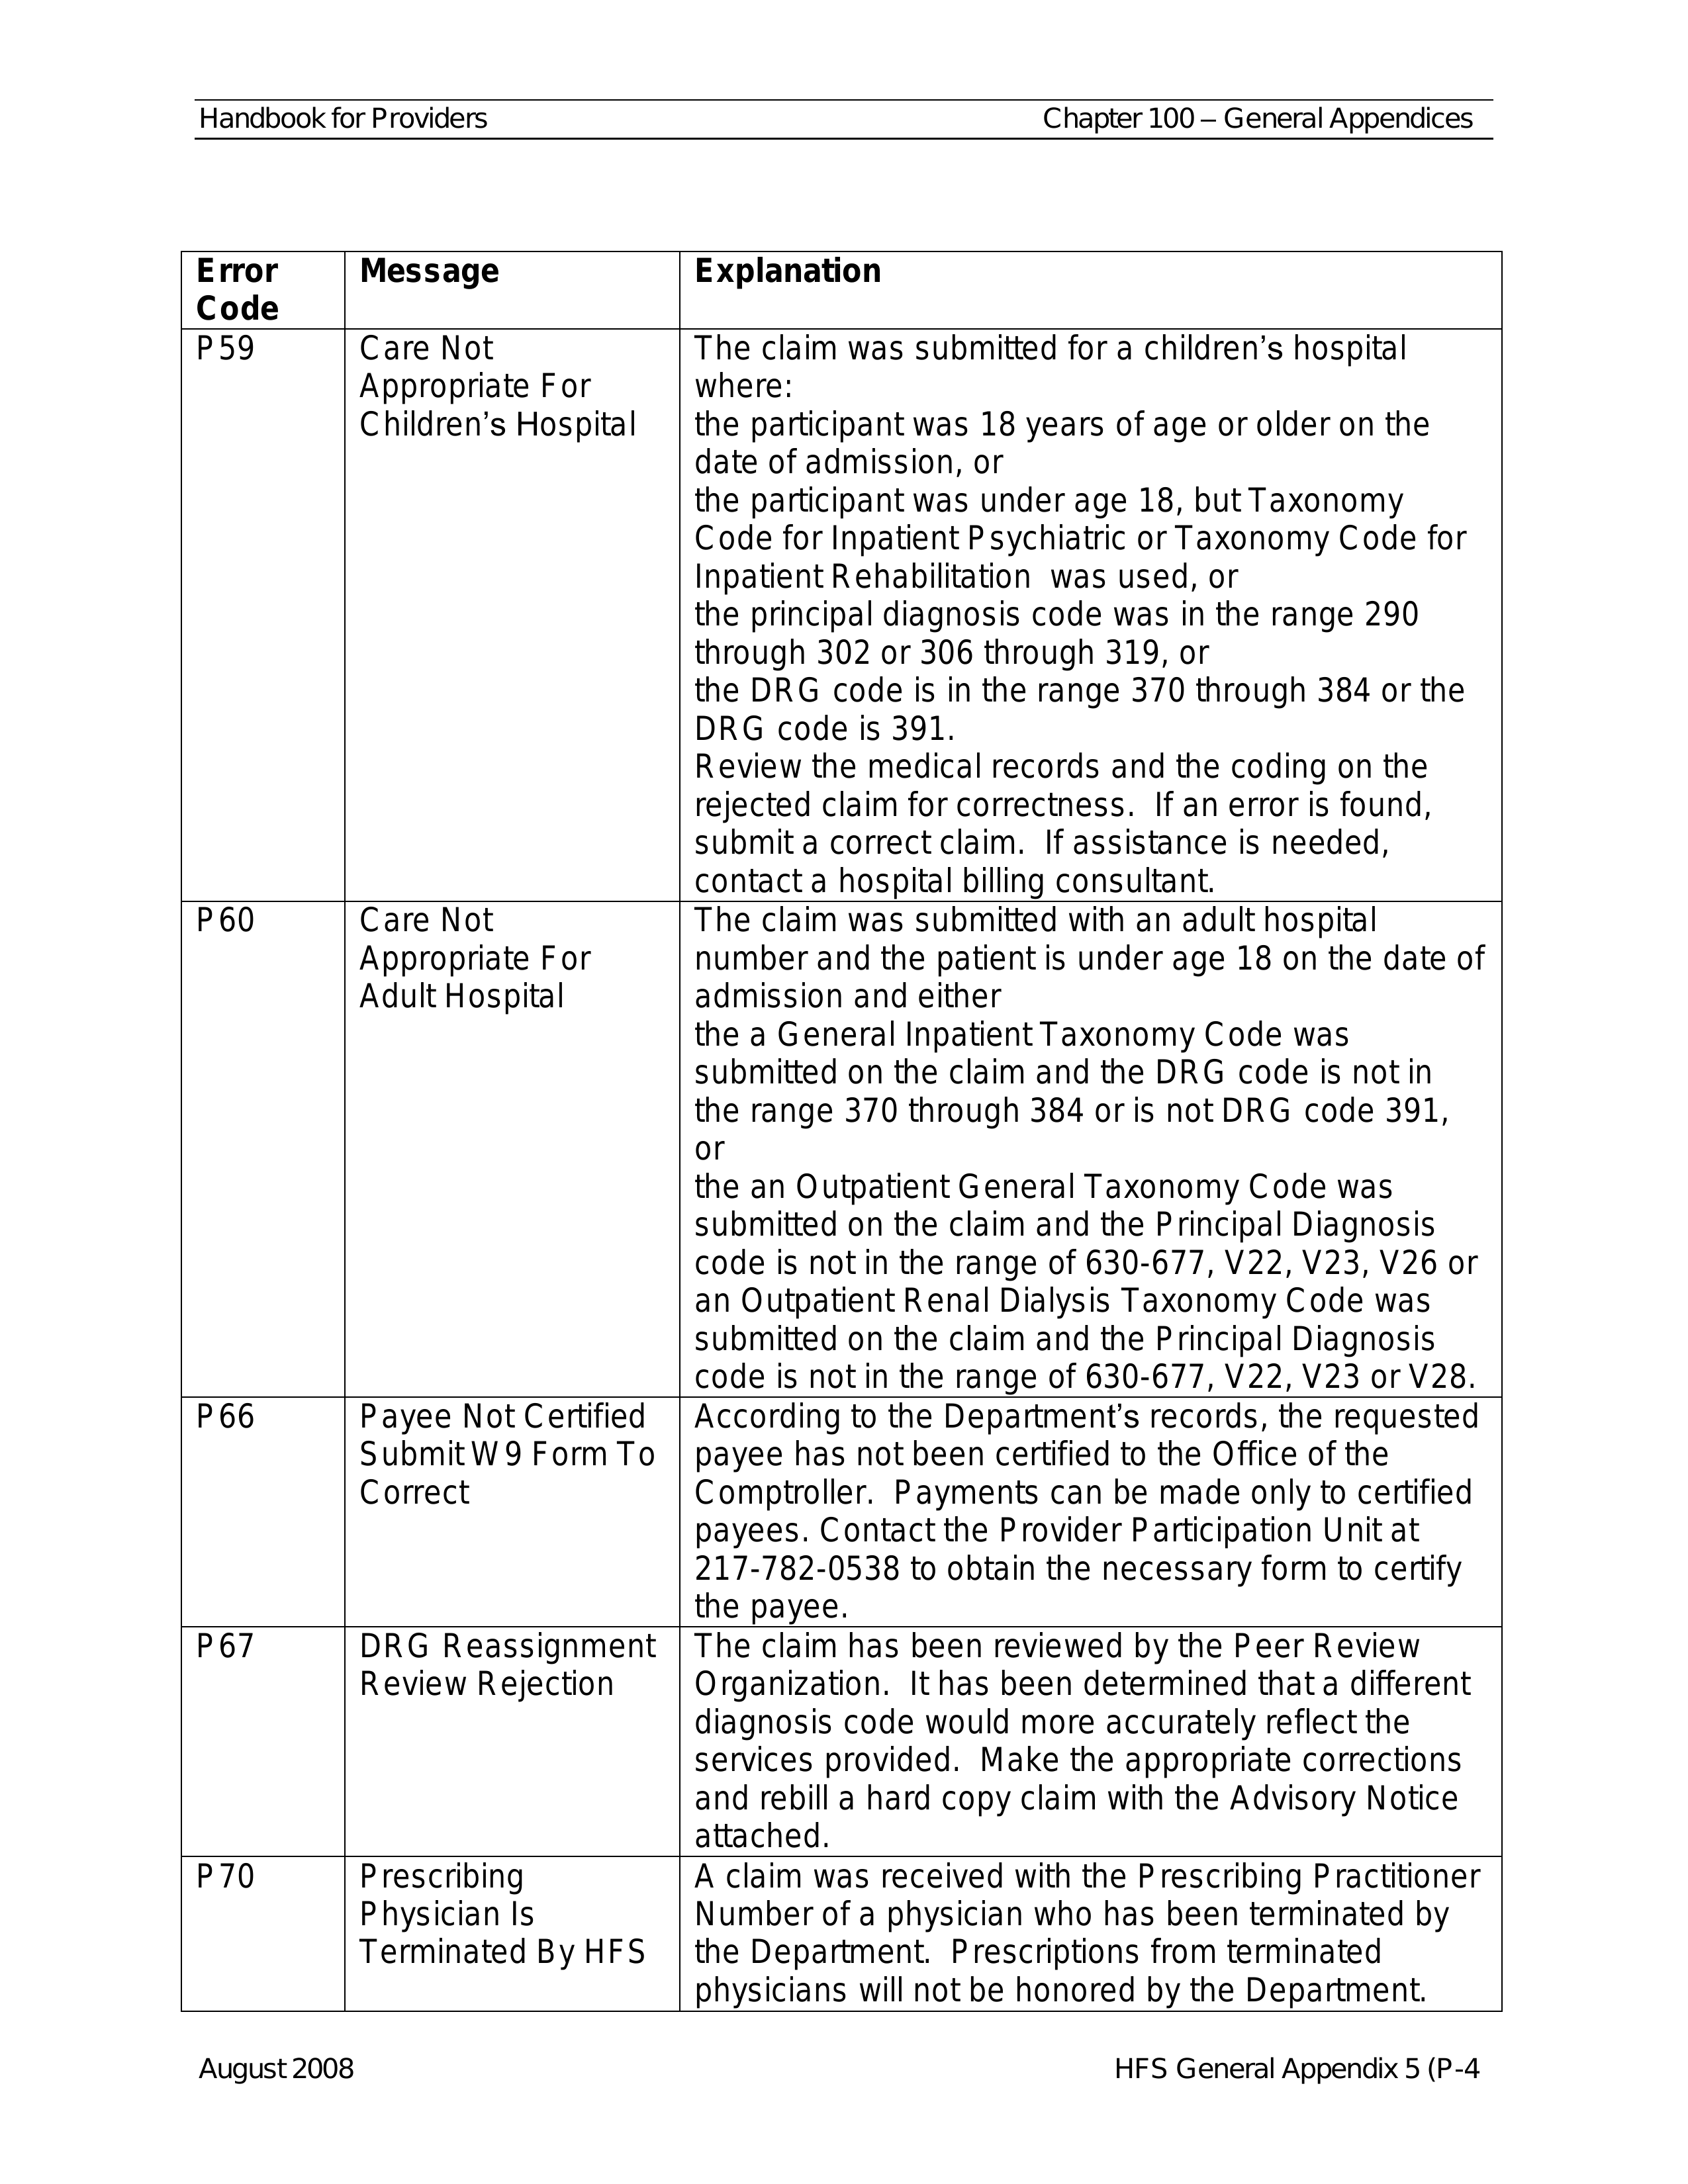 Handbook for Providers Chapter 100 – General Appendices
Error Code Message Explanation
P59
Care Not
Appropriate For
Children’s Hospital
The claim was submitted for a children’s hospital
where:
the participant was 18 years of age or older on the
date of admission, or
the participant was under age 18, but Taxonomy
Code for Inpatient Psychiatric or Taxonomy Code for
Inpatient Rehabilitation  was used, or
the principal diagnosis code was in the range 290
through 302 or 306 through 319, or
the DRG code is in the range 370 through 384 or the
DRG code is 391.
Review the medical records and the coding on the
rejected claim for correctness.  If an error is found,
submit a correct claim.  If assistance is needed,
contact a hospital billing consultant.
P60
Care Not
Appropriate For
Adult Hospital
The claim was submitted with an adult hospital
number and the patient is under age 18 on the date of
admission and either
the a General Inpatient Taxonomy Code was
submitted on the claim and the DRG code is not in
the range 370 through 384 or is not DRG code 391,
or
the an Outpatient General Taxonomy Code was
submitted on the claim and the Principal Diagnosis
code is not in the range of 630-677, V22, V23, V26 or
an Outpatient Renal Dialysis Taxonomy Code was
submitted on the claim and the Principal Diagnosis
code is not in the range of 630-677, V22, V23 or V28.
P66
Payee Not Certified
Submit W9 Form To
Correct
According to the Department’s records, the requested
payee has not been certified to the Office of the
Comptroller.  Payments can be made only to certified
payees. Contact the Provider Participation Unit at
217-782-0538 to obtain the necessary form to certify
the payee.
P67
DRG Reassignment
Review Rejection
The claim has been reviewed by the Peer Review
Organization.  It has been determined that a different
diagnosis code would more accurately reflect the
services provided.  Make the appropriate corrections
and rebill a hard copy claim with the Advisory Notice
attached.
P70
Prescribing
Physician Is
Terminated By HFS
A claim was received with the Prescribing Practitioner
Number of a physician who has been terminated by
the Department.  Prescriptions from terminated
physicians will not be honored by the Department.
August 2008 HFS General Appendix 5 (P-4